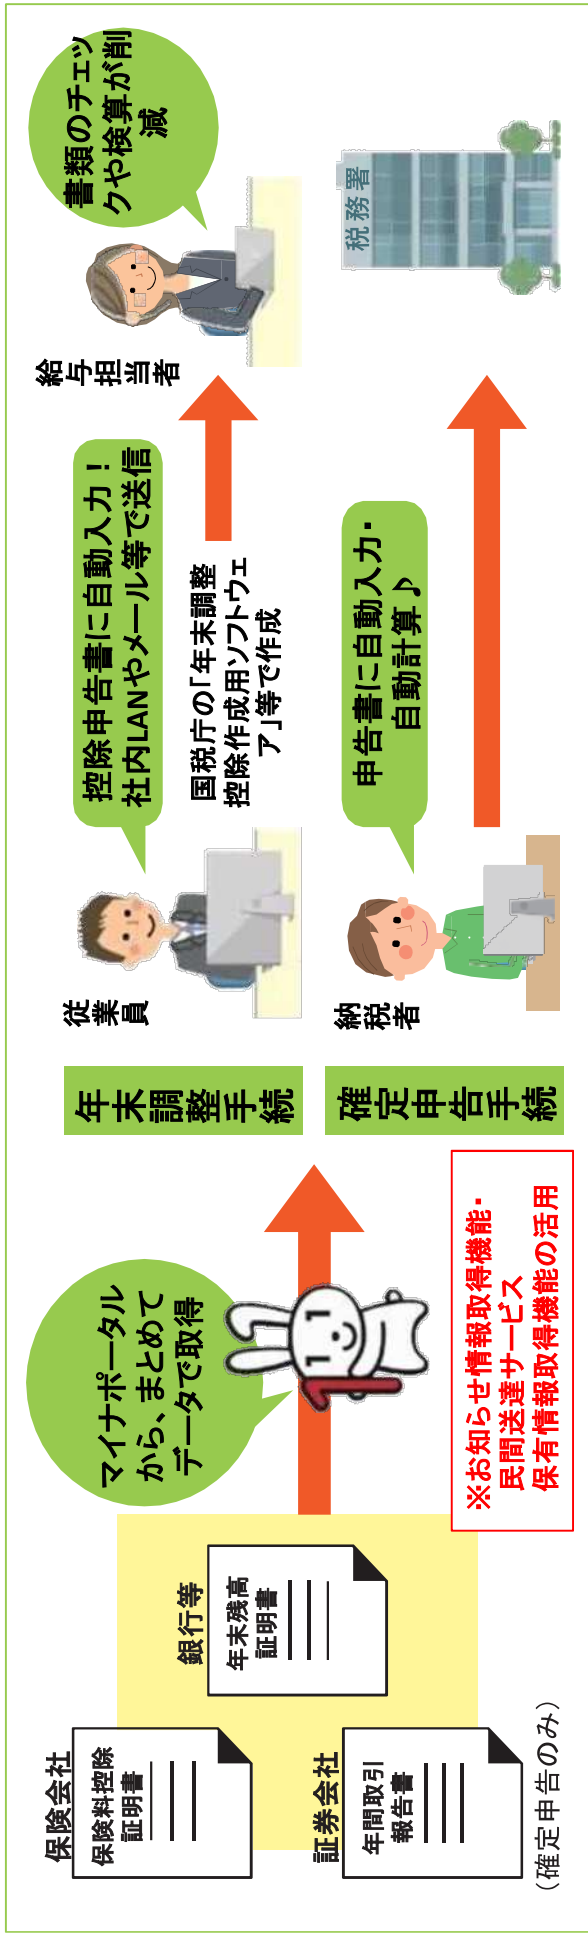 保険会社
保険料控除
証明書
銀行等
年末残高
証明書
証券会社
年間取引
報告書
(確定申告のみ)
マイナポータル
から、まとめて
データで取得
※お知らせ情報取得機能・
民間送達サービス
保有情報取得機能の活用
年末調整手続
従業員
控除申告書に自動入力！
社内LANやメール等で送信
国税庁の「年末調整
控除作成用ソフトウェ
ア」等で作成
給与担当者
書類のチェッ
クや検算が削
減
確定申告手続
納税者
申告書に自動入力・
自動計算♪
税務署